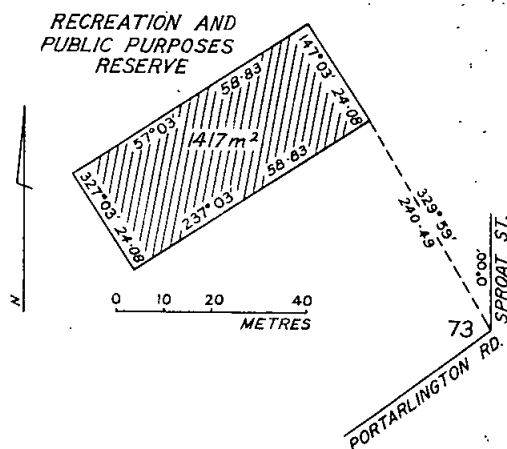 RECREATION AND
PUBLIC PURPOSES
RESERVE
147°03' 24·08
57°03' 58·83
1417m²
327°03' 24·08
237°03' 58·83
329°59'
240·49
0°00'
SPROAT ST.
N
0 10 20 40
METRES
73
PORTARLINGTON RD.